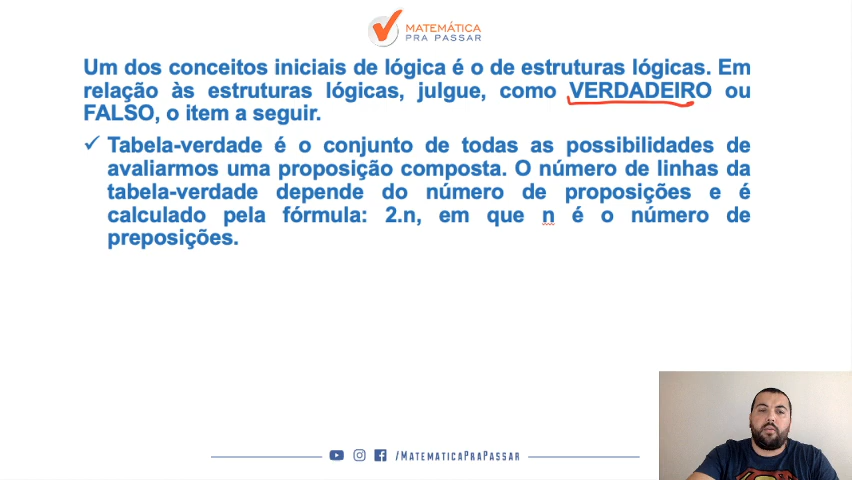 MATEMÁTICA
PRA PASSAR
Um dos conceitos iniciais de lógica é o de estruturas lógicas. Em
relação às estruturas lógicas, julgue, como VERDADEIRO ou
FALSO, o item a seguir.
✓ Tabela-verdade é o conjunto de todas as possibilidades de
avaliarmos uma proposição composta. O número de linhas da
tabela-verdade depende do número de proposições e é
calculado pela fórmula: 2.n, em que n é o número de
preposições.
/MatematicaPraPassar